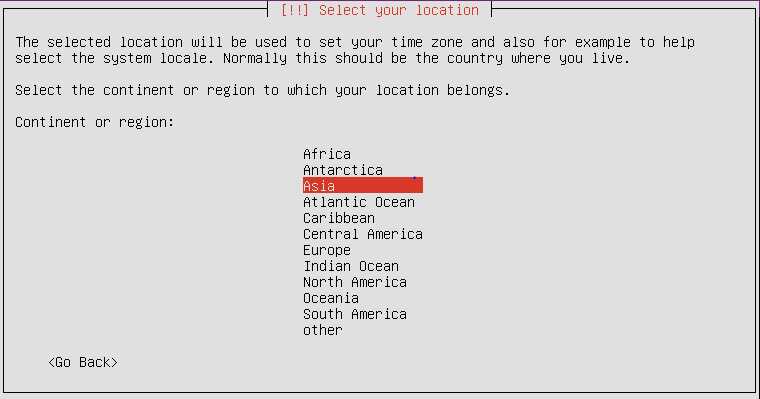 [!!] Select your location
The selected location will be used to set your time zone and also for example to help
select the system locale. Normally this should be the country where you live.
Select the continent or region to which your location belongs.
Continent or region:
Africa
Antarctica
Asia
Atlantic Ocean
Caribbean
Central America
Europe
Indian Ocean
North America
Oceania
South America
other
<Go Back>